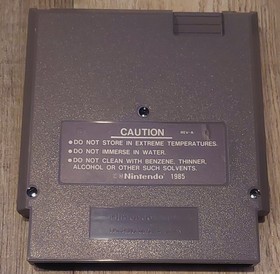 CAUTION
REV-A
•DO NOT STORE IN EXTREME TEMPERATURES.
•DO NOT IMMERSE IN WATER.
•DO NOT CLEAN WITH BENZENE, THINNER,
ALCOHOL OR OTHER SUCH SOLVENTS.
Nintendo 1985